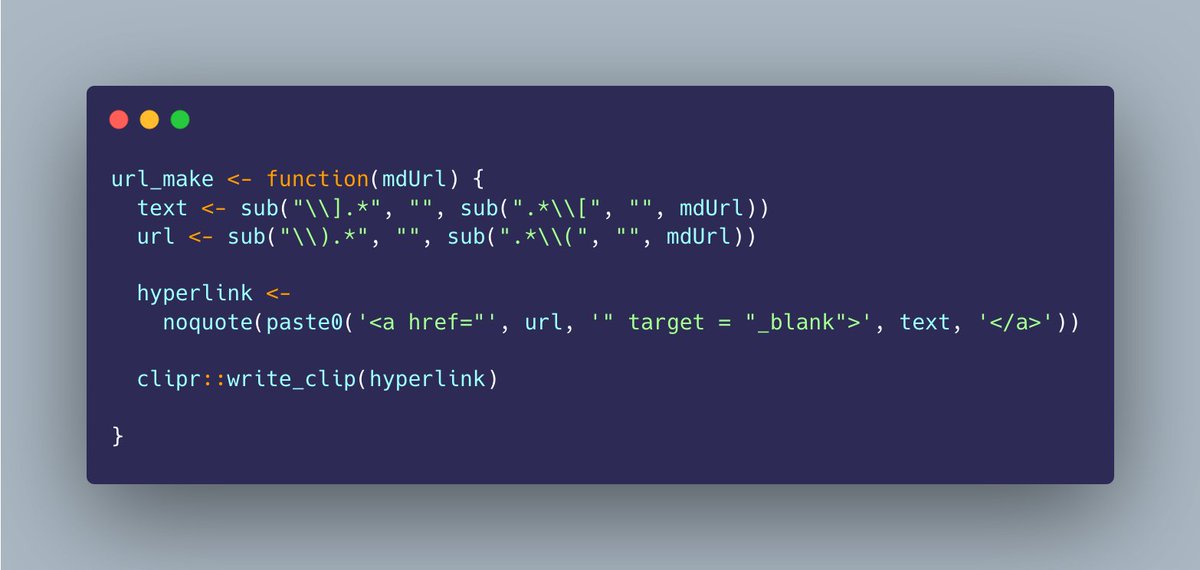 url_make <- function(mdUrl) {
  text <- sub("\\].*", "", sub(".*\\[", "", mdUrl))
  url <- sub("\\).*", "", sub(".*\\(", "", mdUrl))
  hyperlink <-
    noquote(paste0('<a href="', url, '" target = "_blank">', text, '</a>'))
  clipr::write_clip(hyperlink)
}